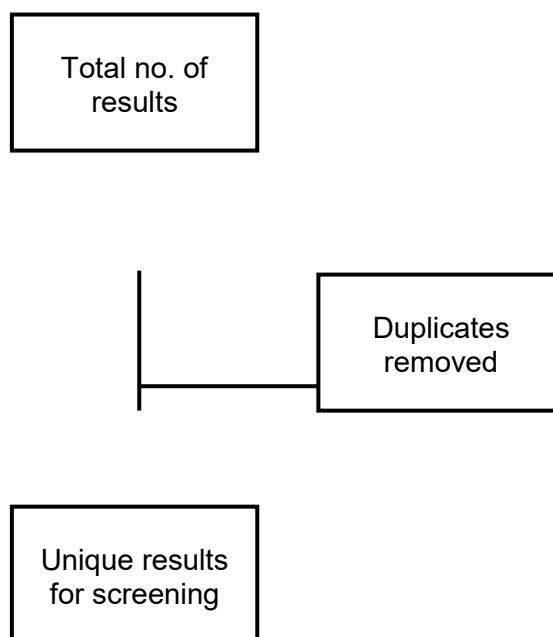 Total no. of
results
Duplicates
removed
Unique results
for screening